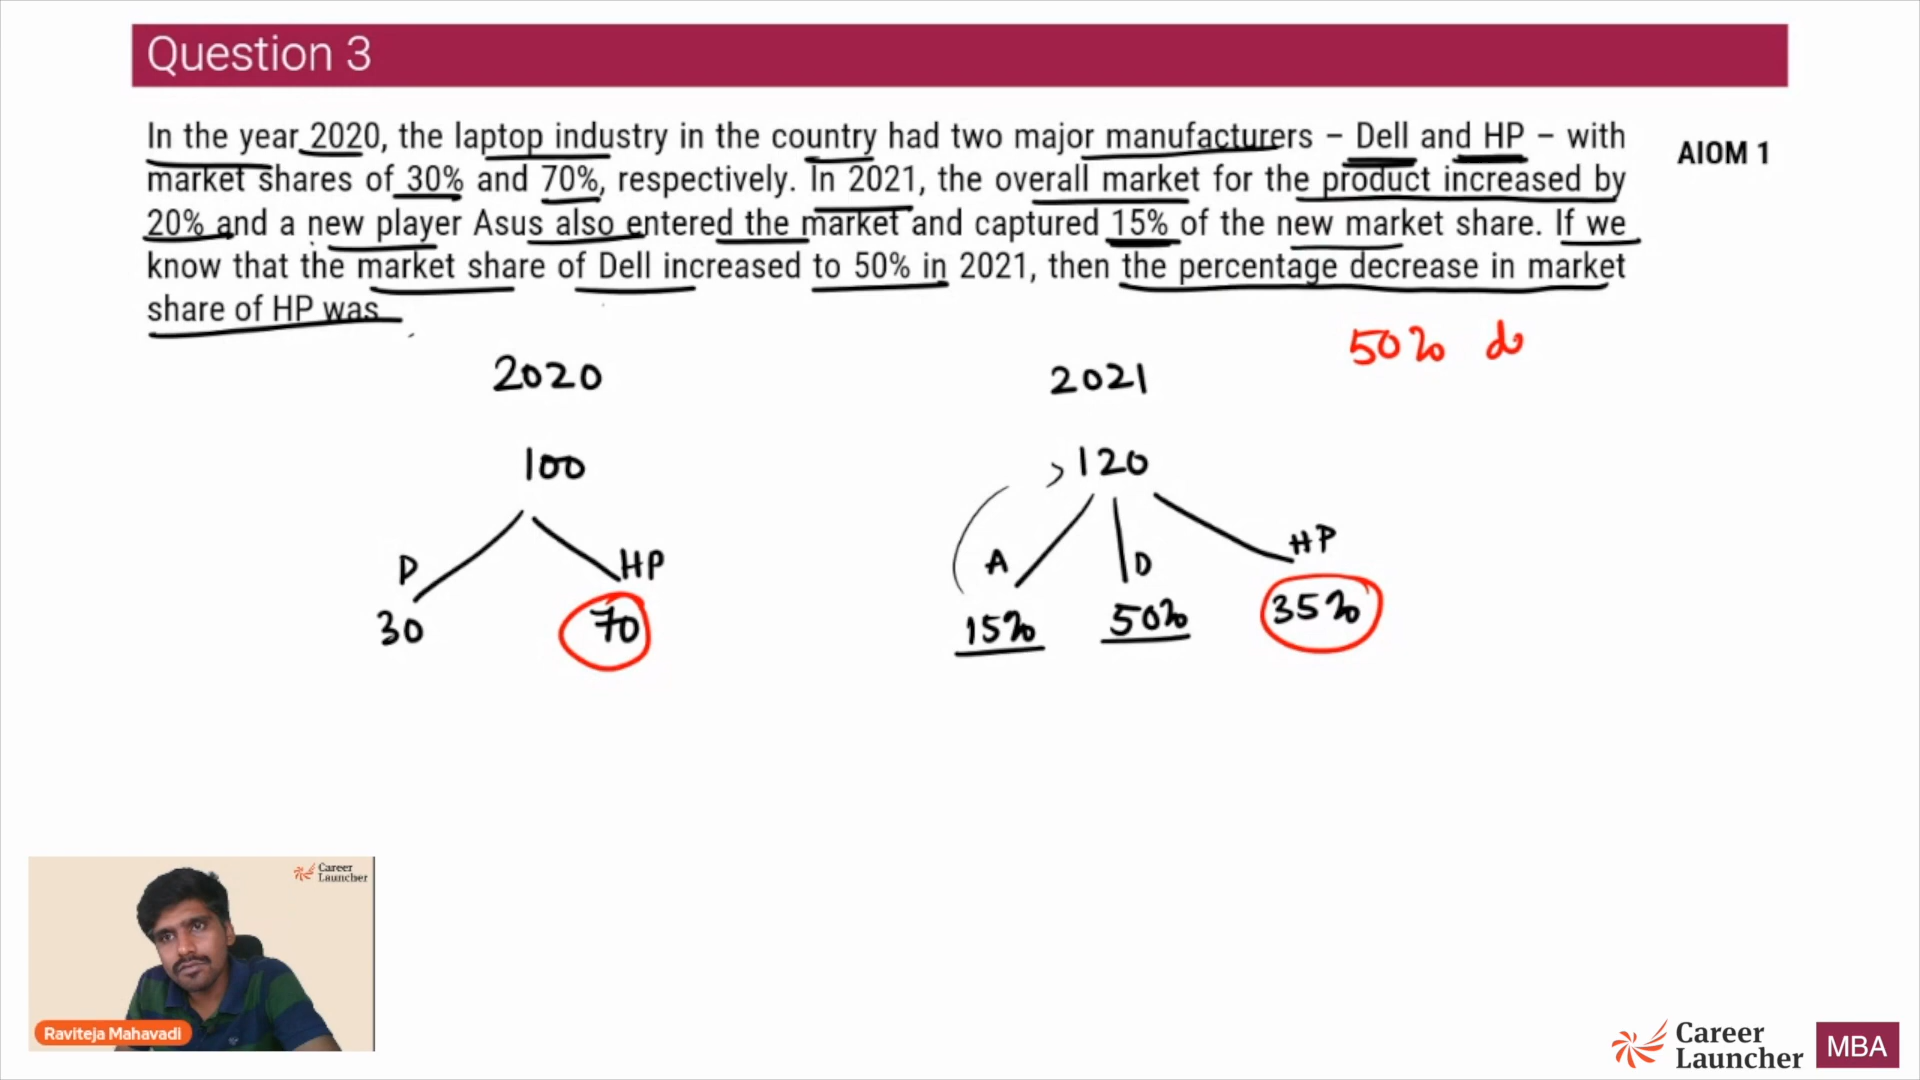 Question 3
In the year 2020, the laptop industry in the country had two major manufacturers – Dell and HP – with
AIOM 1
market shares of 30% and 70%, respectively. In 2021, the overall market for the product increased by
20% and a new player Asus also entered the market and captured 15% of the new market share. If we
know that the market share of Dell increased to 50% in 2021, then the percentage decrease in market
share of HP was
50%
2020
2021
100
120
D
HP
A
D
HP
30
70
15%
50%
35%
Career
Launcher
Raviteja Mahavadi
Career
Launcher
MBA